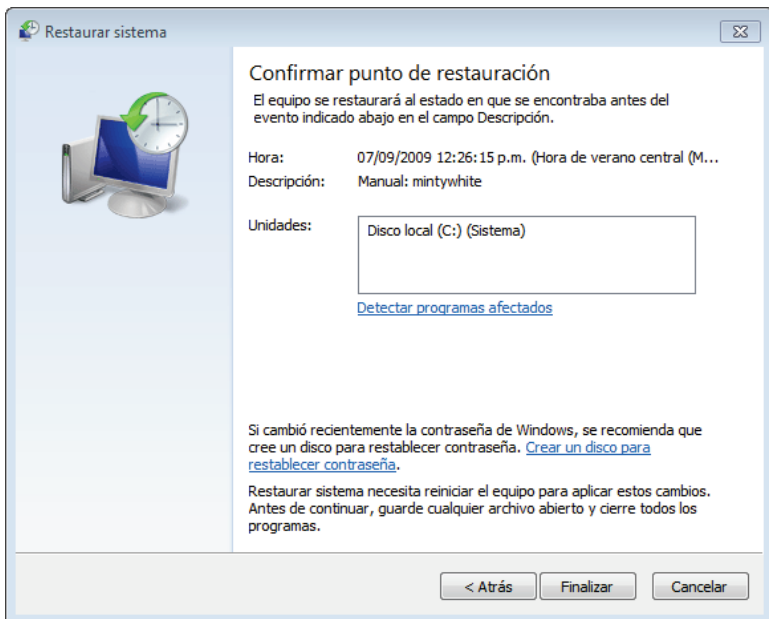 Restaurar sistema
Confirmar punto de restauración
El equipo se restaurará al estado en que se encontraba antes del
evento indicado abajo en el campo Descripción.
Hora: 07/09/2009 12:26:15 p.m. (Hora de verano central (M...
Descripción: Manual: mintywhite
Unidades: Disco local (C:) (Sistema)
Detectar programas afectados
Si cambió recientemente la contraseña de Windows, se recomienda que
cree un disco para restablecer contraseña. Crear un disco para
restablecer contraseña.
Restaurar sistema necesita reiniciar el equipo para aplicar estos cambios.
Antes de continuar, guarde cualquier archivo abierto y cierre todos los
programas.
< Atrás Finalizar Cancelar